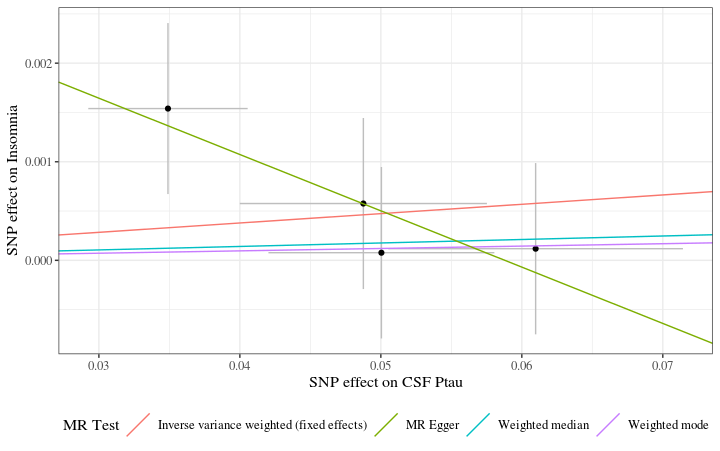 SNP effect on Insomnia
0.002
0.001
0.000
0.03 0.04 0.05 0.06 0.07
SNP effect on CSF Ptau
MR Test Inverse variance weighted (fixed effects) MR Egger Weighted median Weighted mode